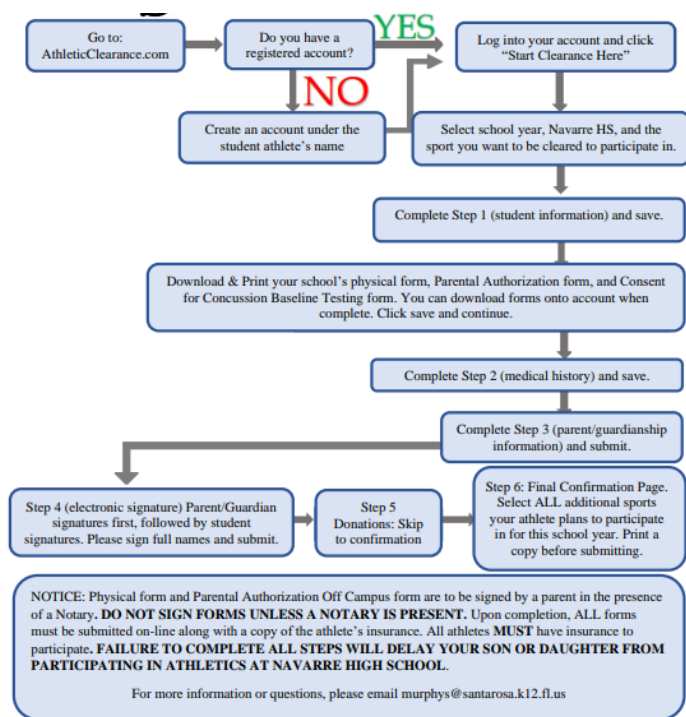 Go to:
AthleticClearance.com
Do you have a
registered account?
YES
Log into your account and click
“Start Clearance Here”
NO
Create an account under the
student athlete’s name
Select school year, Navarre HS, and the
sport you want to be cleared to participate in.
Complete Step 1 (student information) and save.
Download & Print your school’s physical form, Parental Authorization form, and Consent
for Concussion Baseline Testing form. You can download forms onto account when
complete. Click save and continue.
Complete Step 2 (medical history) and save.
Complete Step 3 (parent/guardianship
information) and submit.
Step 4 (electronic signature) Parent/Guardian
signatures first, followed by student
signatures. Please sign full names and submit.
Step 5
Donations: Skip
to confirmation
Step 6: Final Confirmation Page.
Select ALL additional sports
your athlete plans to participate
in for this school year. Print a
copy before submitting.
NOTICE: Physical form and Parental Authorization Off Campus form are to be signed by a parent in the presence
of a Notary. DO NOT SIGN FORMS UNLESS A NOTARY IS PRESENT. Upon completion, ALL forms
must be submitted on-line along with a copy of the athlete’s insurance. All athletes MUST have insurance to
participate. FAILURE TO COMPLETE ALL STEPS WILL DELAY YOUR SON OR DAUGHTER FROM
PARTICIPATING IN ATHLETICS AT NAVARRE HIGH SCHOOL.
For more information or questions, please email murphys@santarosa.k12.fl.us